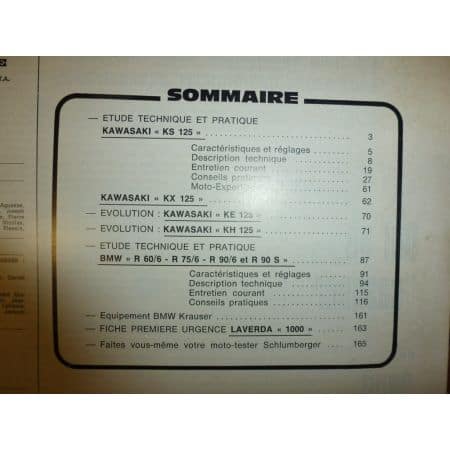 SOMMAIRE
— ETUDE TECHNIQUE ET PRATIQUE
KAWASAKI « KS 125 » 3
Caractéristiques et réglages 5
Description technique 8
Entretien courant 19
Conseils pratiques 27
Moto-Expert 61
KAWASAKI « KX 125 » 62
— EVOLUTION : KAWASAKI « KE 125 » 70
— EVOLUTION : KAWASAKI « KH 125 » 71
— ETUDE TECHNIQUE ET PRATIQUE
BMW « R 60/6 - R 75/6 - R 90/6 et R 90 S » 87
Caractéristiques et réglages 91
Description technique 94
Entretien courant 115
Conseils pratiques 116
— Equipement BMW Krauser 161
— FICHE PREMIERE URGENCE LAVERDA « 1000 » 163
— Faites vous-même votre moto-tester Schlumberger 165